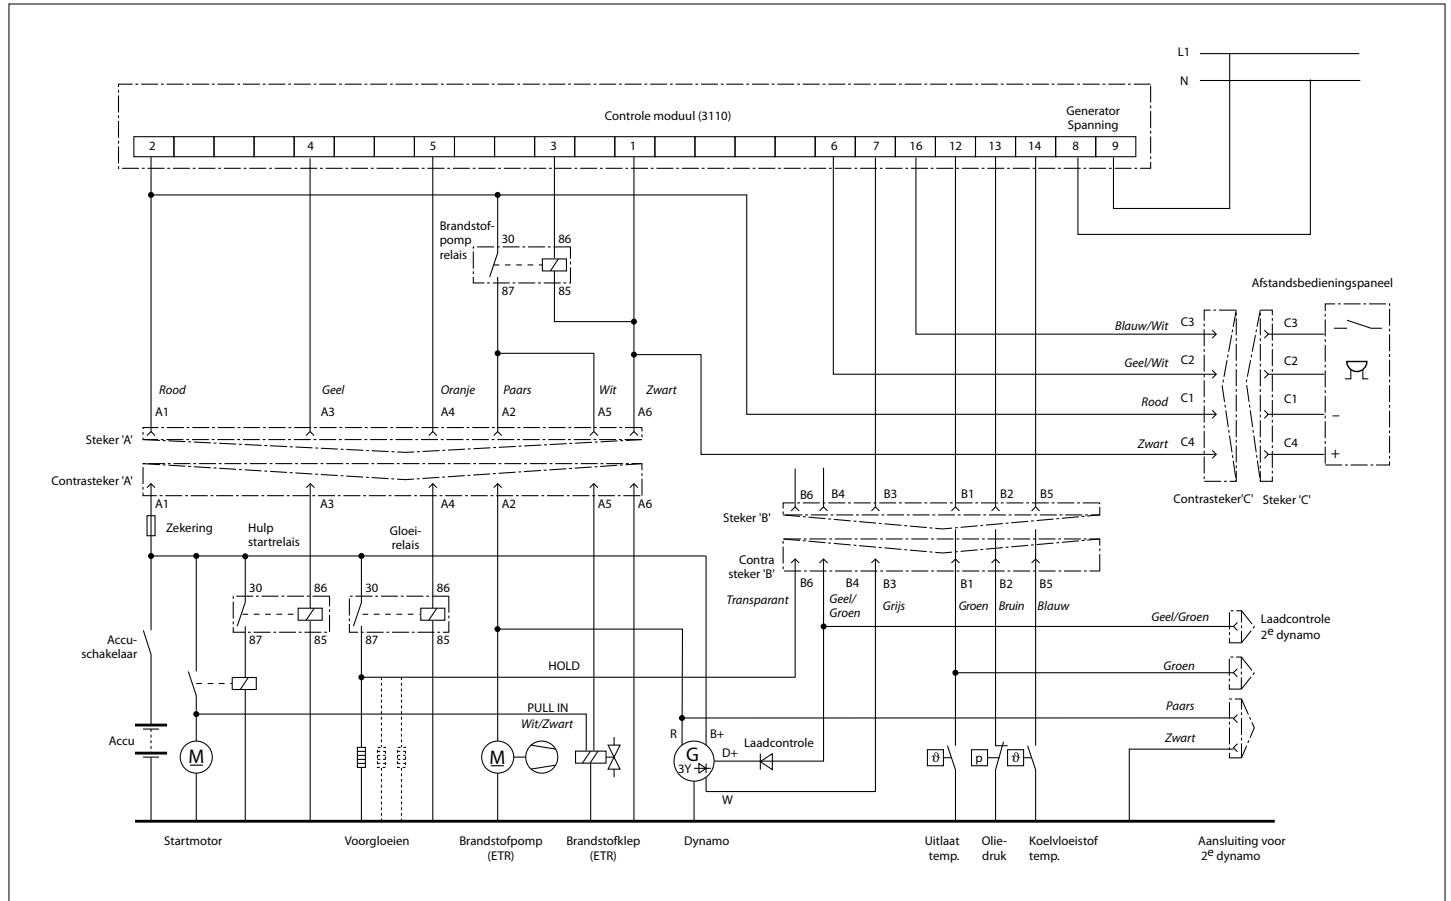 L1
N
Controle moduul (3110)
Generator
Spanning
2 4 5 3 1 6 7 16 12 13 14 8 9
Brandstof-
pomp
relais
30 86
87 85
Afstandsbedieningspaneel
Blauw/Wit C3 C3
Geel/Wit C2 C2
Rood C1 C1 −
Zwart C4 C4 +
Contrasteker'C' Steker 'C'
Rood Geel Oranje Paars Wit Zwart
A1 A3 A4 A2 A5 A6
Steker 'A'
Contrasteker 'A'
A1 A3 A4 A2 A5 A6
B6 B4 B3 B1 B2 B5
Steker 'B'
Contra
steker 'B'
B6 B4 B3 B1 B2 B5
Transparant
Geel/
Groen
Grijs
Groen
Bruin
Blauw
Zekering
Hulp
startrelais
Gloei-
relais
30 86 30 86
87 85 87 85
Accu-
schakelaar
Accu
HOLD
PULL IN
Wit/Zwart
Geel/Groen
Laadcontrole
2e dynamo
Groen
Paars
Zwart
R B+
D+ Laadcontrole
G
3Y
W
M M
ϑ p ϑ
Startmotor
Voorgloeien
Brandstofpomp
(ETR)
Brandstofklep
(ETR)
Dynamo
Uitlaat
temp.
Olie-
druk
Koelvloeistof
temp.
Aansluiting voor
2e dynamo